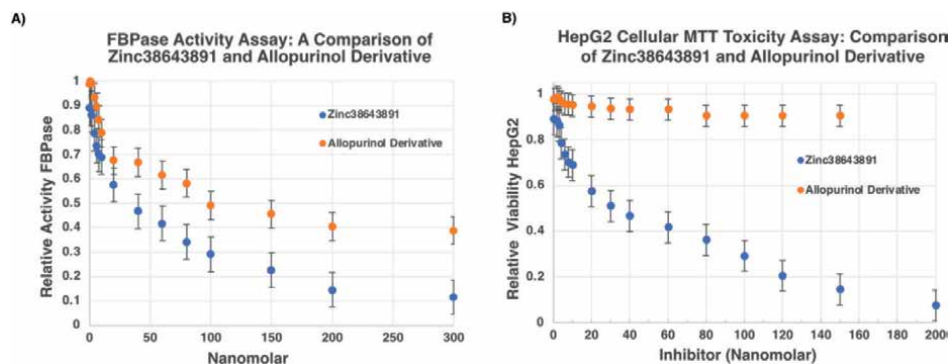 A)
FBPase Activity Assay: A Comparison of
Zinc38643891 and Allopurinol Derivative
Relative Activity FBPase
1
0.9
0.8
0.7
0.6
0.5
0.4
0.3
0.2
0.1
0
Zinc38643891
Allopurinol Derivative
0 50 100 150 200 250 300
Nanomolar
B)
HepG2 Cellular MTT Toxicity Assay: Comparison
of Zinc38643891 and Allopurinol Derivative
Relative Viability HepG2
1
0.8
0.6
0.4
0.2
0
Zinc38643891
Allopurinol Derivative
0 20 40 60 80 100 120 140 160 180 200
Inhibitor (Nanomolar)